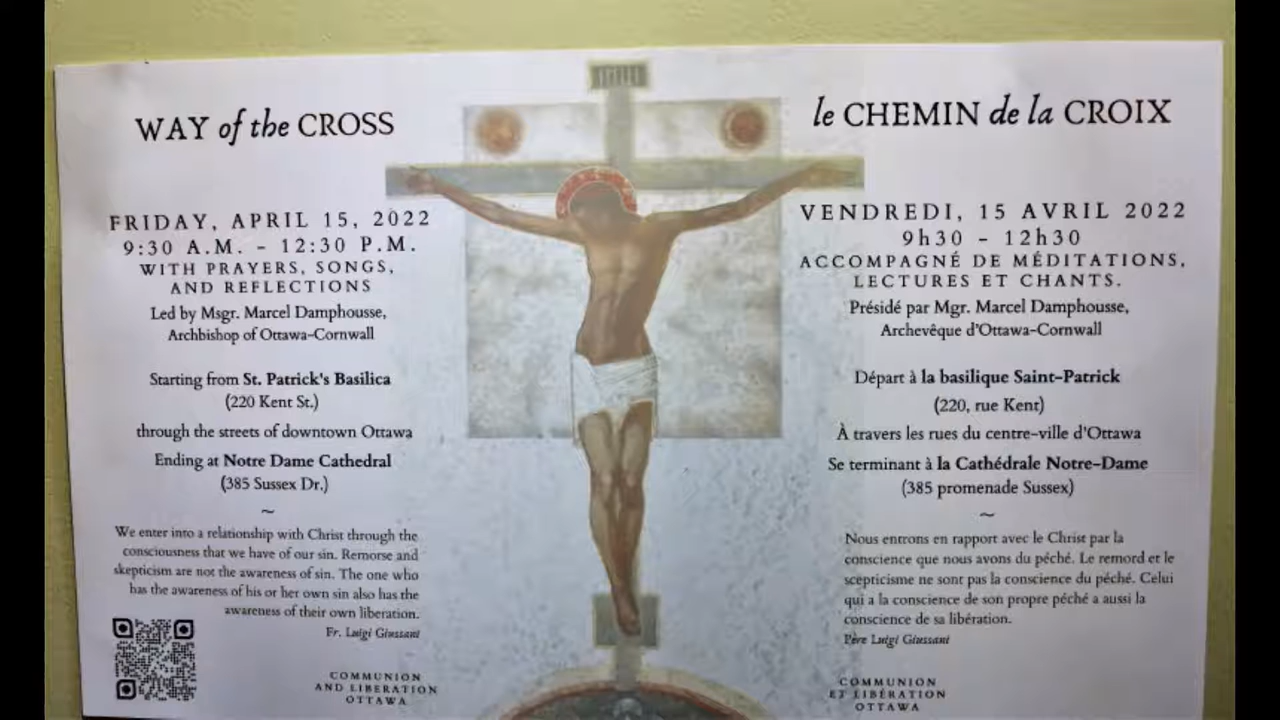 WAY of the CROSS
FRIDAY, APRIL 15, 2022
9:30 A.M. - 12:30 P.M.
WITH PRAYERS, SONGS,
AND REFLECTIONS
Led by Msgr. Marcel Damphousse,
Archbishop of Ottawa-Cornwall
Starting from St. Patrick's Basilica
(220 Kent St.)
through the streets of downtown Ottawa
Ending at Notre Dame Cathedral
(385 Sussex Dr.)
~
We enter into a relationship with Christ through the
consciousness that we have of our sin. Remorse and
skepticism are not the awareness of sin. The one who
has the awareness of his or her own sin also has the
awareness of their own liberation.
Fr. Luigi Giussani
COMMUNION
AND LIBERATION
OTTAWA
le CHEMIN de la CROIX
VENDREDI, 15 AVRIL 2022
9h30 - 12h30
ACCOMPAGNÉ DE MÉDITATIONS,
LECTURES ET CHANTS.
Présidé par Mgr. Marcel Damphousse,
Archevêque d'Ottawa-Cornwall
Départ à la basilique Saint-Patrick
(220, rue Kent)
À travers les rues du centre-ville d'Ottawa
Se terminant à la Cathédrale Notre-Dame
(385 promenade Sussex)
~
Nous entrons en rapport avec le Christ par la
conscience que nous avons du péché. Le remord et le
scepticisme ne sont pas la conscience du péché. Celui
qui a la conscience de son propre péché a aussi la
conscience de sa libération.
Père Luigi Giussani
COMMUNION
ET LIBÉRATION
OTTAWA